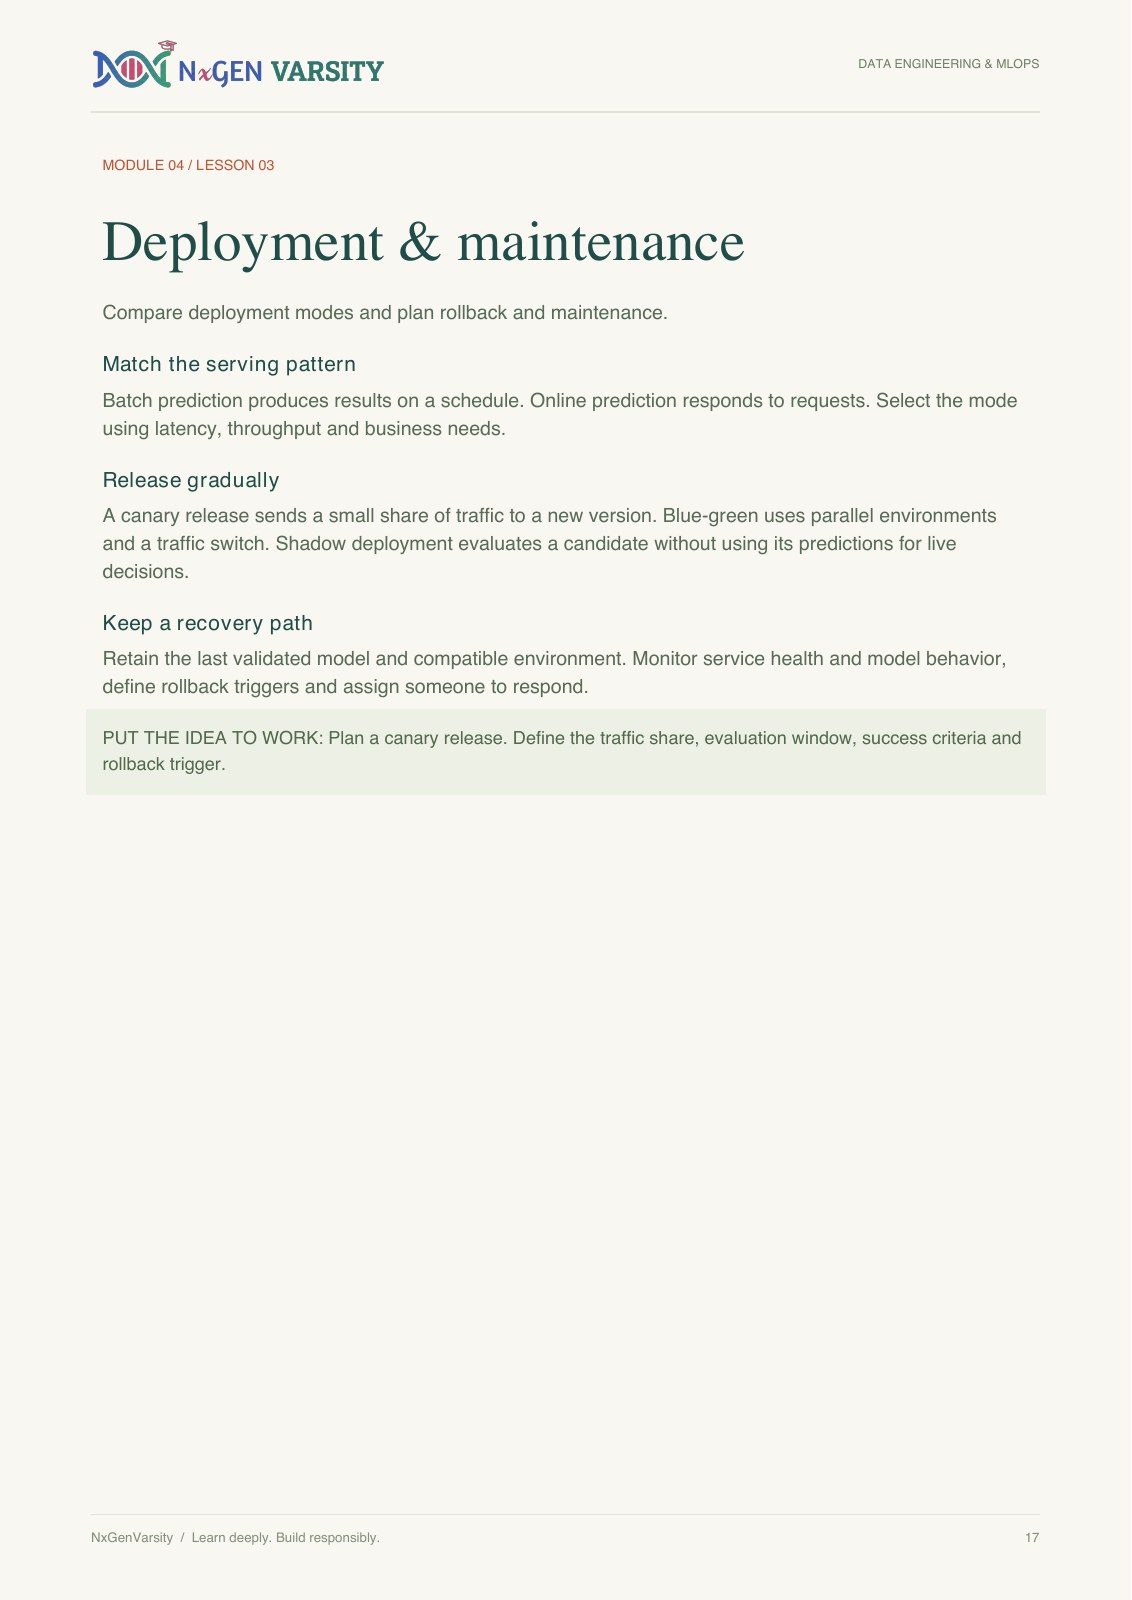 NxGEN VARSITY
DATA ENGINEERING & MLOPS
MODULE 04 / LESSON 03
Deployment & maintenance
Compare deployment modes and plan rollback and maintenance.
Match the serving pattern
Batch prediction produces results on a schedule. Online prediction responds to requests. Select the mode
using latency, throughput and business needs.
Release gradually
A canary release sends a small share of traffic to a new version. Blue-green uses parallel environments
and a traffic switch. Shadow deployment evaluates a candidate without using its predictions for live
decisions.
Keep a recovery path
Retain the last validated model and compatible environment. Monitor service health and model behavior,
define rollback triggers and assign someone to respond.
PUT THE IDEA TO WORK: Plan a canary release. Define the traffic share, evaluation window, success criteria and
rollback trigger.
NxGenVarsity / Learn deeply. Build responsibly.
17